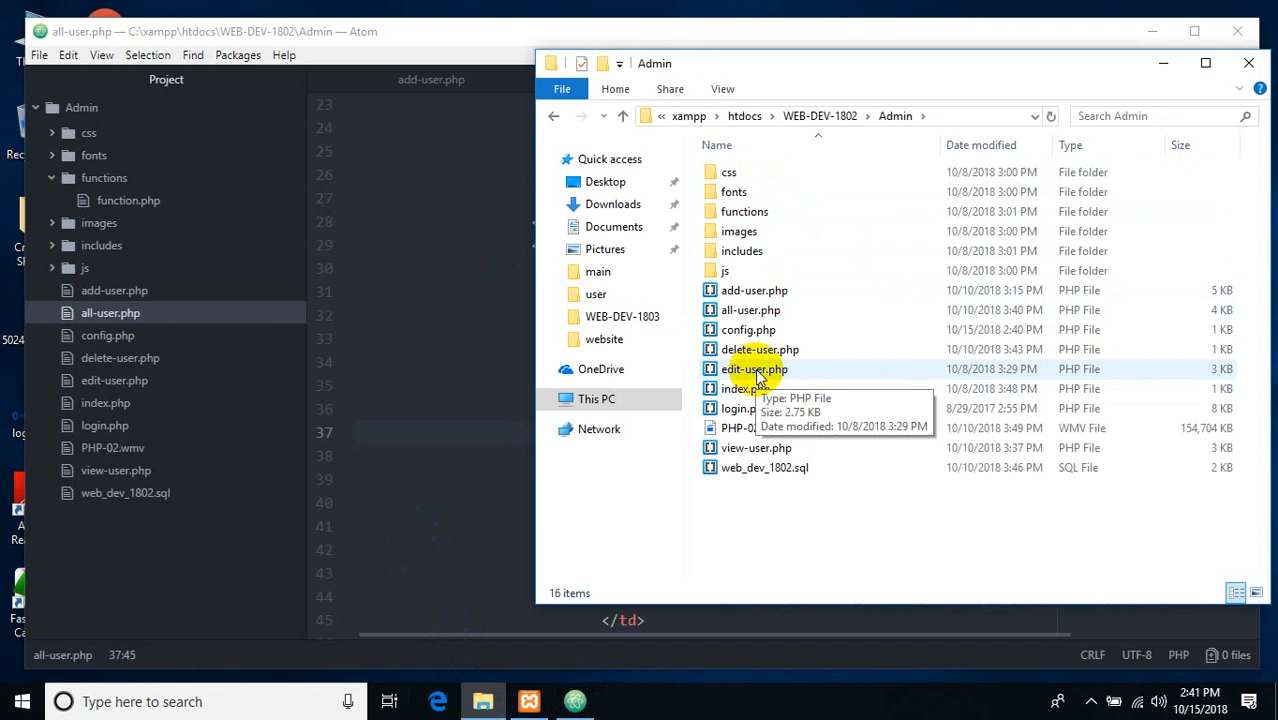 all-user.php — C:\xampp\htdocs\WEB-DEV-1802\Admin — Atom
File Edit View Selection Find Packages Help
Project
Admin
css
fonts
functions
function.php
images
includes
js
add-user.php
all-user.php
config.php
delete-user.php
edit-user.php
index.php
login.php
PHP-02.wmv
view-user.php
web_dev_1802.sql
add-user.php
23
24
25
26
27
28
29
30
31
32
33
34
35
36
37
38
39
40
41
42
43
44
45 </td>
all-user.php 37:45
CRLF UTF-8 PHP 0 files
Admin
File Home Share View
« xampp htdocs WEB-DEV-1802 Admin
Search Admin
Quick access
Desktop
Downloads
Documents
Pictures
main
user
WEB-DEV-1803
website
OneDrive
This PC
Network
Name Date modified Type Size
css 10/8/2018 3:00 PM File folder
fonts 10/8/2018 3:00 PM File folder
functions 10/8/2018 3:01 PM File folder
images 10/8/2018 3:00 PM File folder
includes 10/8/2018 3:01 PM File folder
js 10/8/2018 3:00 PM File folder
add-user.php 10/10/2018 3:15 PM PHP File 5 KB
all-user.php 10/10/2018 3:41 PM PHP File 4 KB
config.php 10/15/2018 2:40 PM PHP File 1 KB
delete-user.php 10/10/2018 3:43 PM PHP File 1 KB
edit-user.php 10/8/2018 3:29 PM PHP File 3 KB
index.php 10/8/2018 3:48 PM PHP File 1 KB
login.p 8/29/2017 2:55 PM PHP File 8 KB
PHP-02 10/10/2018 3:49 PM WMV File 154,704 KB
view-user.php 10/10/2018 3:37 PM PHP File 3 KB
web_dev_1802.sql 10/10/2018 3:46 PM SQL File 2 KB
Type: PHP File
Size: 2.75 KB
Date modified: 10/8/2018 3:29 PM
16 items
5024
Type here to search
2:41 PM
10/15/2018